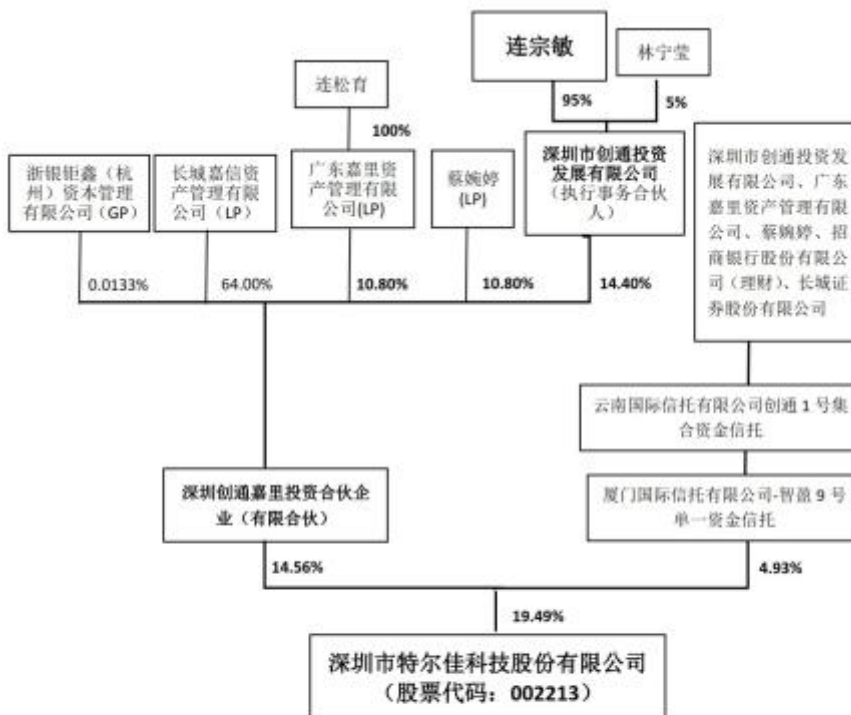 连宗敏
林宁莹
连松育
95%
5%
100%
浙银钜鑫（杭
州）资本管理
有限公司（GP）
长城嘉信资
产管理有限
公司（LP）
广东嘉里资
产管理有限
公司(LP)
蔡婉婷
(LP)
深圳市创通投资
发展有限公司
（执行事务合伙
人）
深圳市创通投资发
展有限公司、广东
嘉里资产管理有限
公司、蔡婉婷、招
商银行股份有限公
司（理财）、长城证
券股份有限公司
0.0133%
64.00%
10.80%
10.80%
14.40%
云南国际信托有限公司创通 1 号集
合资金信托
深圳创通嘉里投资合伙企
业（有限合伙）
厦门国际信托有限公司-智盈 9 号
单一资金信托
14.56%
4.93%
19.49%
深圳市特尔佳科技股份有限公司
（股票代码：002213）